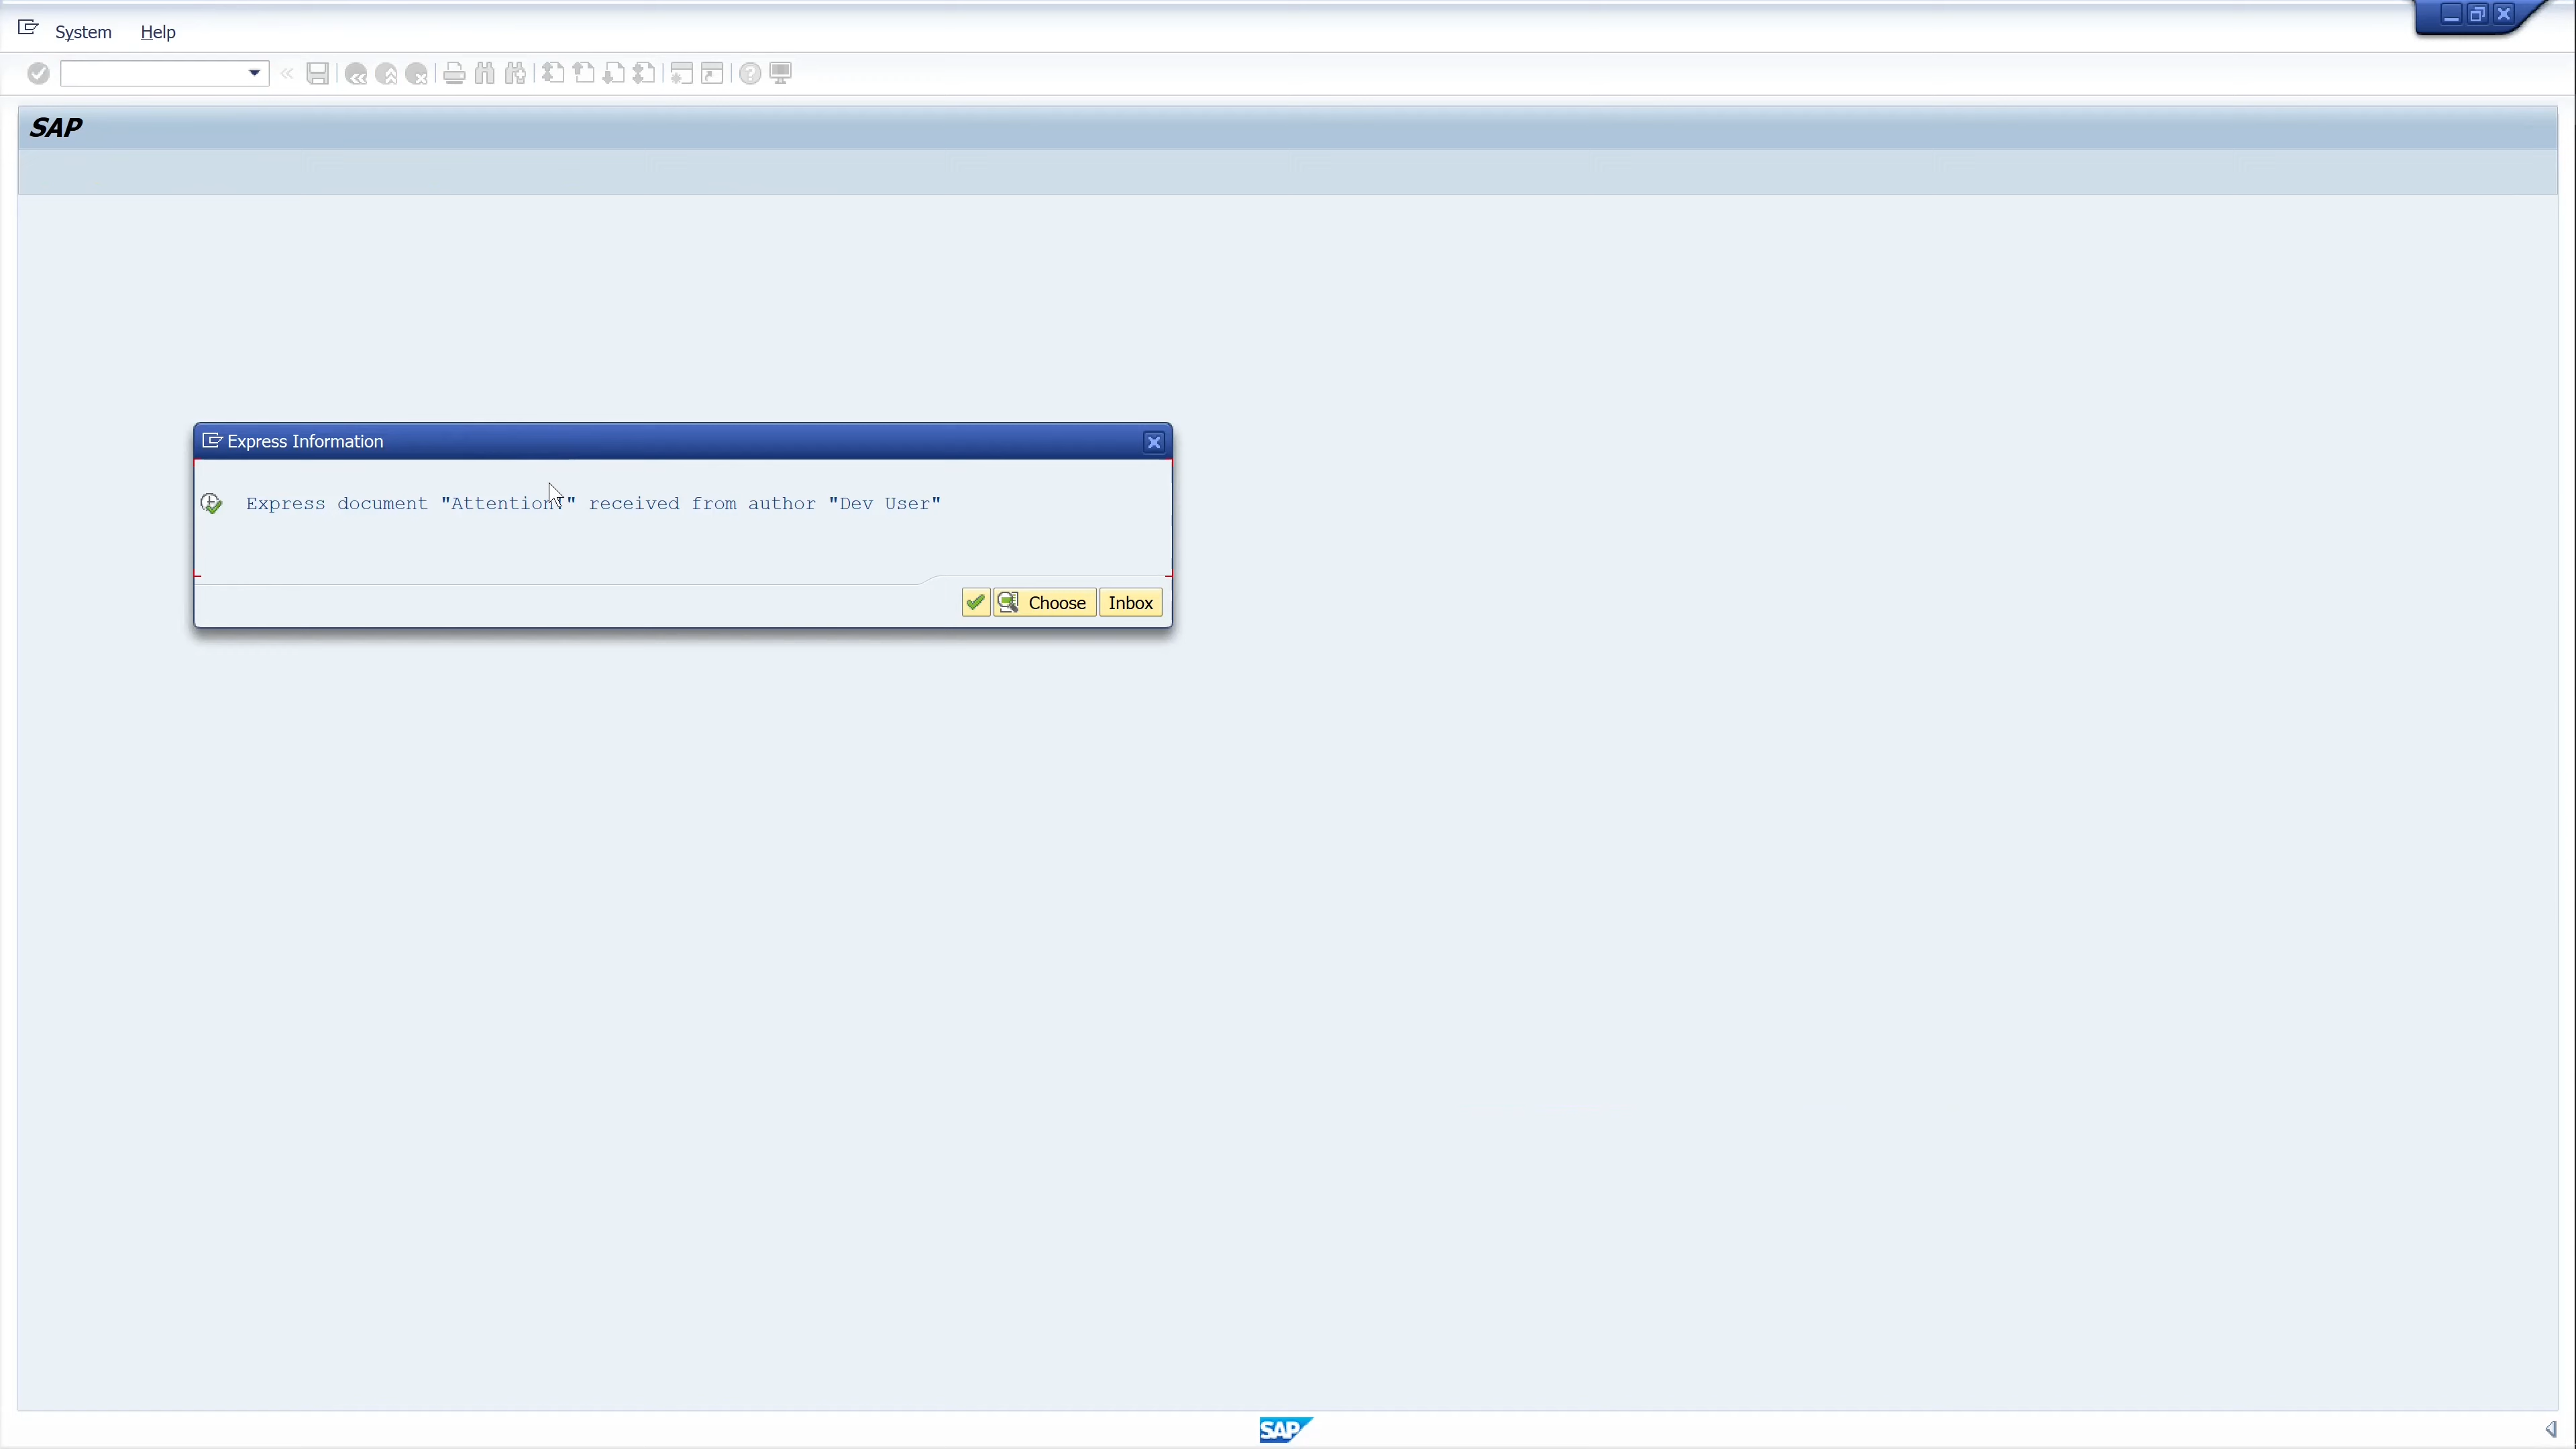 System Help
SAP
Express Information
Express document "Attention!" received from author "Dev User"
Choose Inbox
SAP